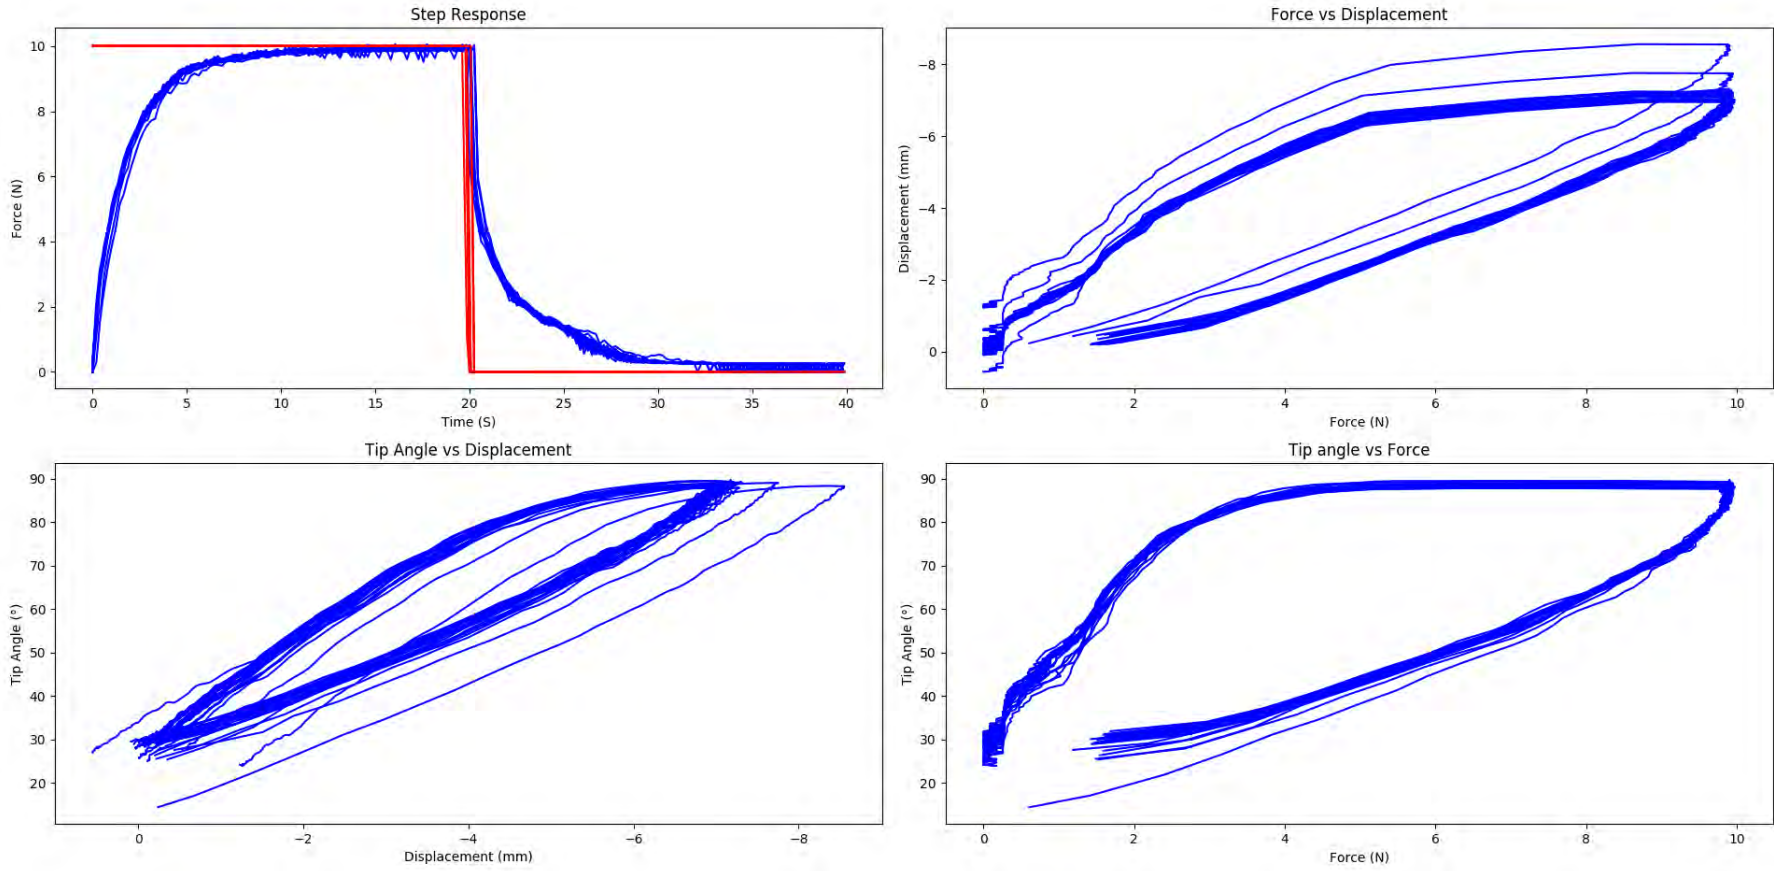 Step Response
Force (N)
10
8
6
4
2
0
0 5 10 15 20 25 30 35 40
Time (S)
Force vs Displacement
Displacement (mm)
−8
−6
−4
−2
0
0 2 4 6 8 10
Force (N)
Tip Angle vs Displacement
Tip Angle (°)
90
80
70
60
50
40
30
20
0 −2 −4 −6 −8
Displacement (mm)
Tip angle vs Force
Tip Angle (°)
90
80
70
60
50
40
30
20
0 2 4 6 8 10
Force (N)